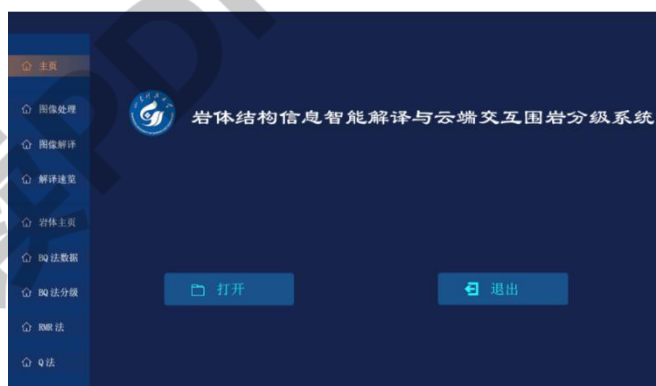 主页
图像处理
图像解译
解译速览
岩体主页
BQ法数据
BQ法分级
RMR法
Q法
岩体结构信息智能解译与云端交互围岩分级系统
打开
退出